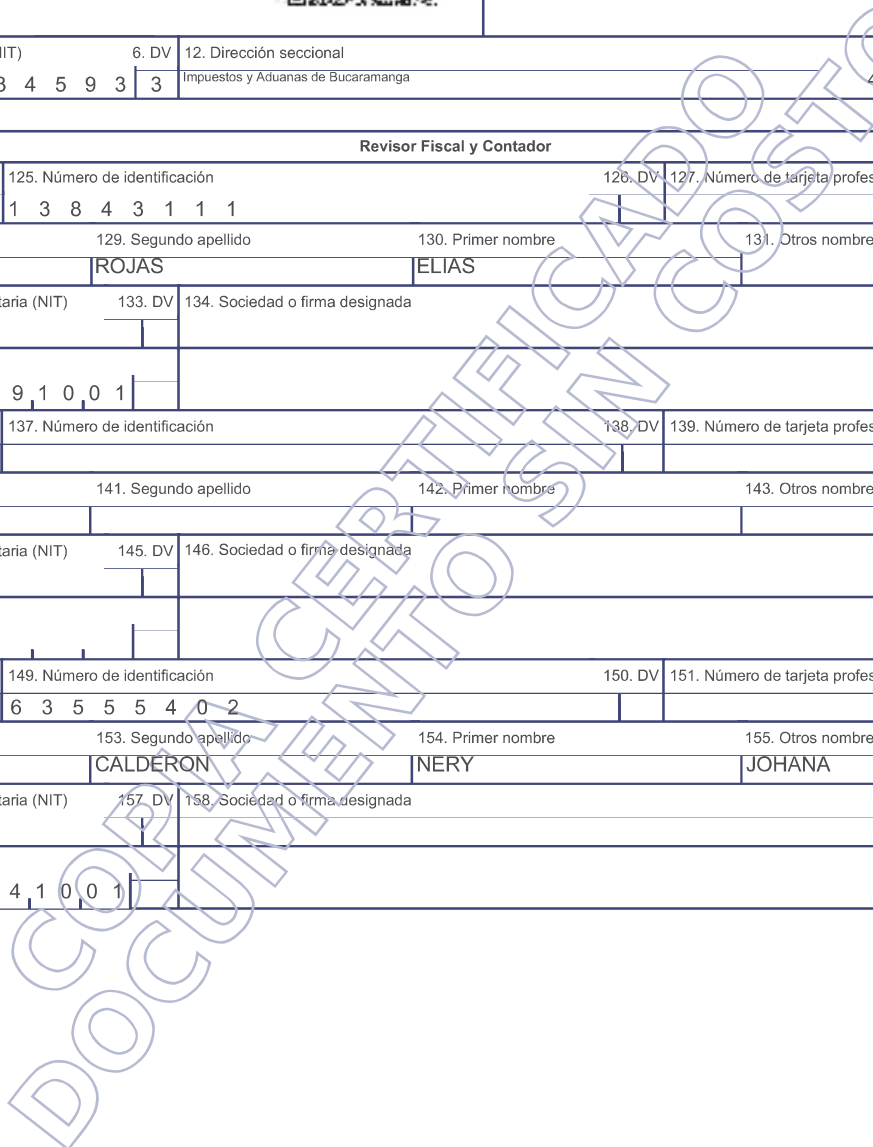 IIT) 6. DV 12. Dirección seccional
3 4 5 9 3 3 Impuestos y Aduanas de Bucaramanga 4
Revisor Fiscal y Contador
125. Número de identificación 126. DV 127. Número de tarjeta profes
1 3 8 4 3 1 1 1
129. Segundo apellido 130. Primer nombre 131. Otros nombre
ROJAS ELIAS
taria (NIT) 133. DV 134. Sociedad o firma designada
9 1 0 0 1
137. Número de identificación 138. DV 139. Número de tarjeta profes
141. Segundo apellido 142. Primer nombre 143. Otros nombre
taria (NIT) 145. DV 146. Sociedad o firma designada
149. Número de identificación 150. DV 151. Número de tarjeta profes
6 3 5 5 5 4 0 2
153. Segundo apellido 154. Primer nombre 155. Otros nombre
CALDERON NERY JOHANA
taria (NIT) 157. DV 158. Sociedad o firma designada
4 1 0 0 1
COPIA CERTIFICADO
DOCUMENTO SIN COSTO